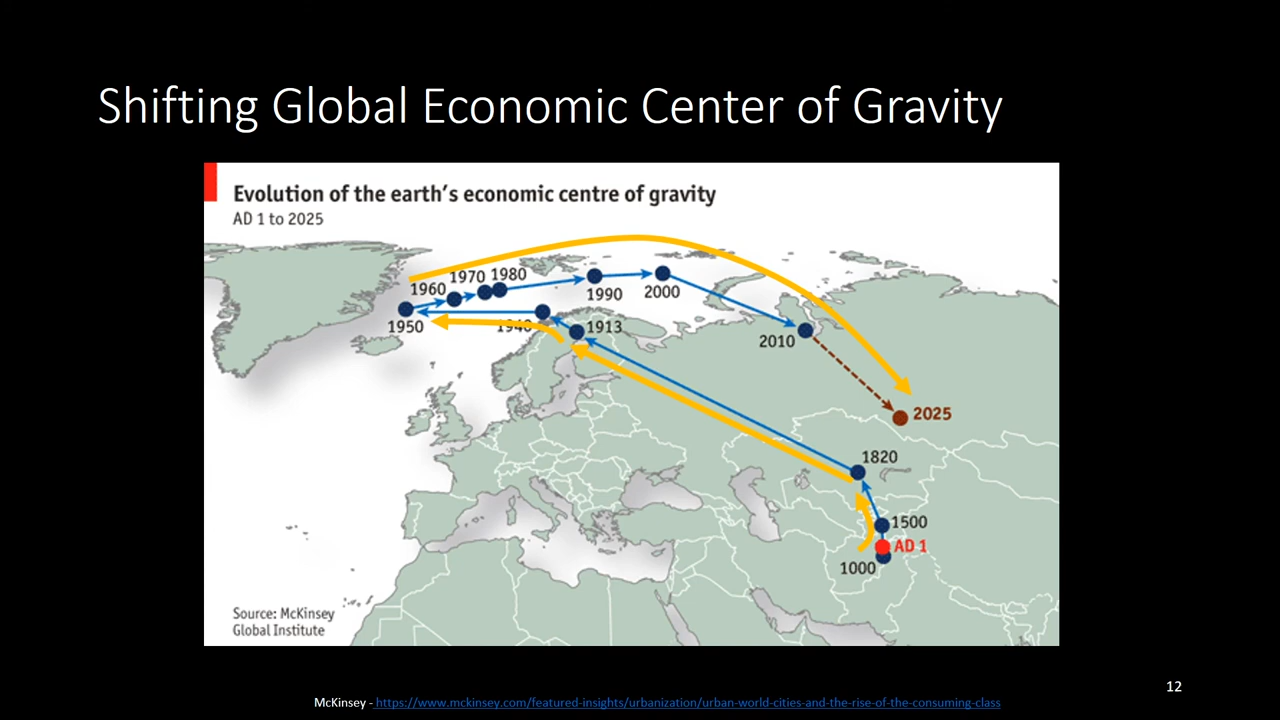 Shifting Global Economic Center of Gravity
Evolution of the earth's economic centre of gravity
AD 1 to 2025
1970 1980
1960
1990 2000
1950
1940
1913
2010
2025
1820
1500
AD 1
1000
Source: McKinsey
Global Institute
12
McKinsey - https://www.mckinsey.com/featured-insights/urbanization/urban-world-cities-and-the-rise-of-the-consuming-class